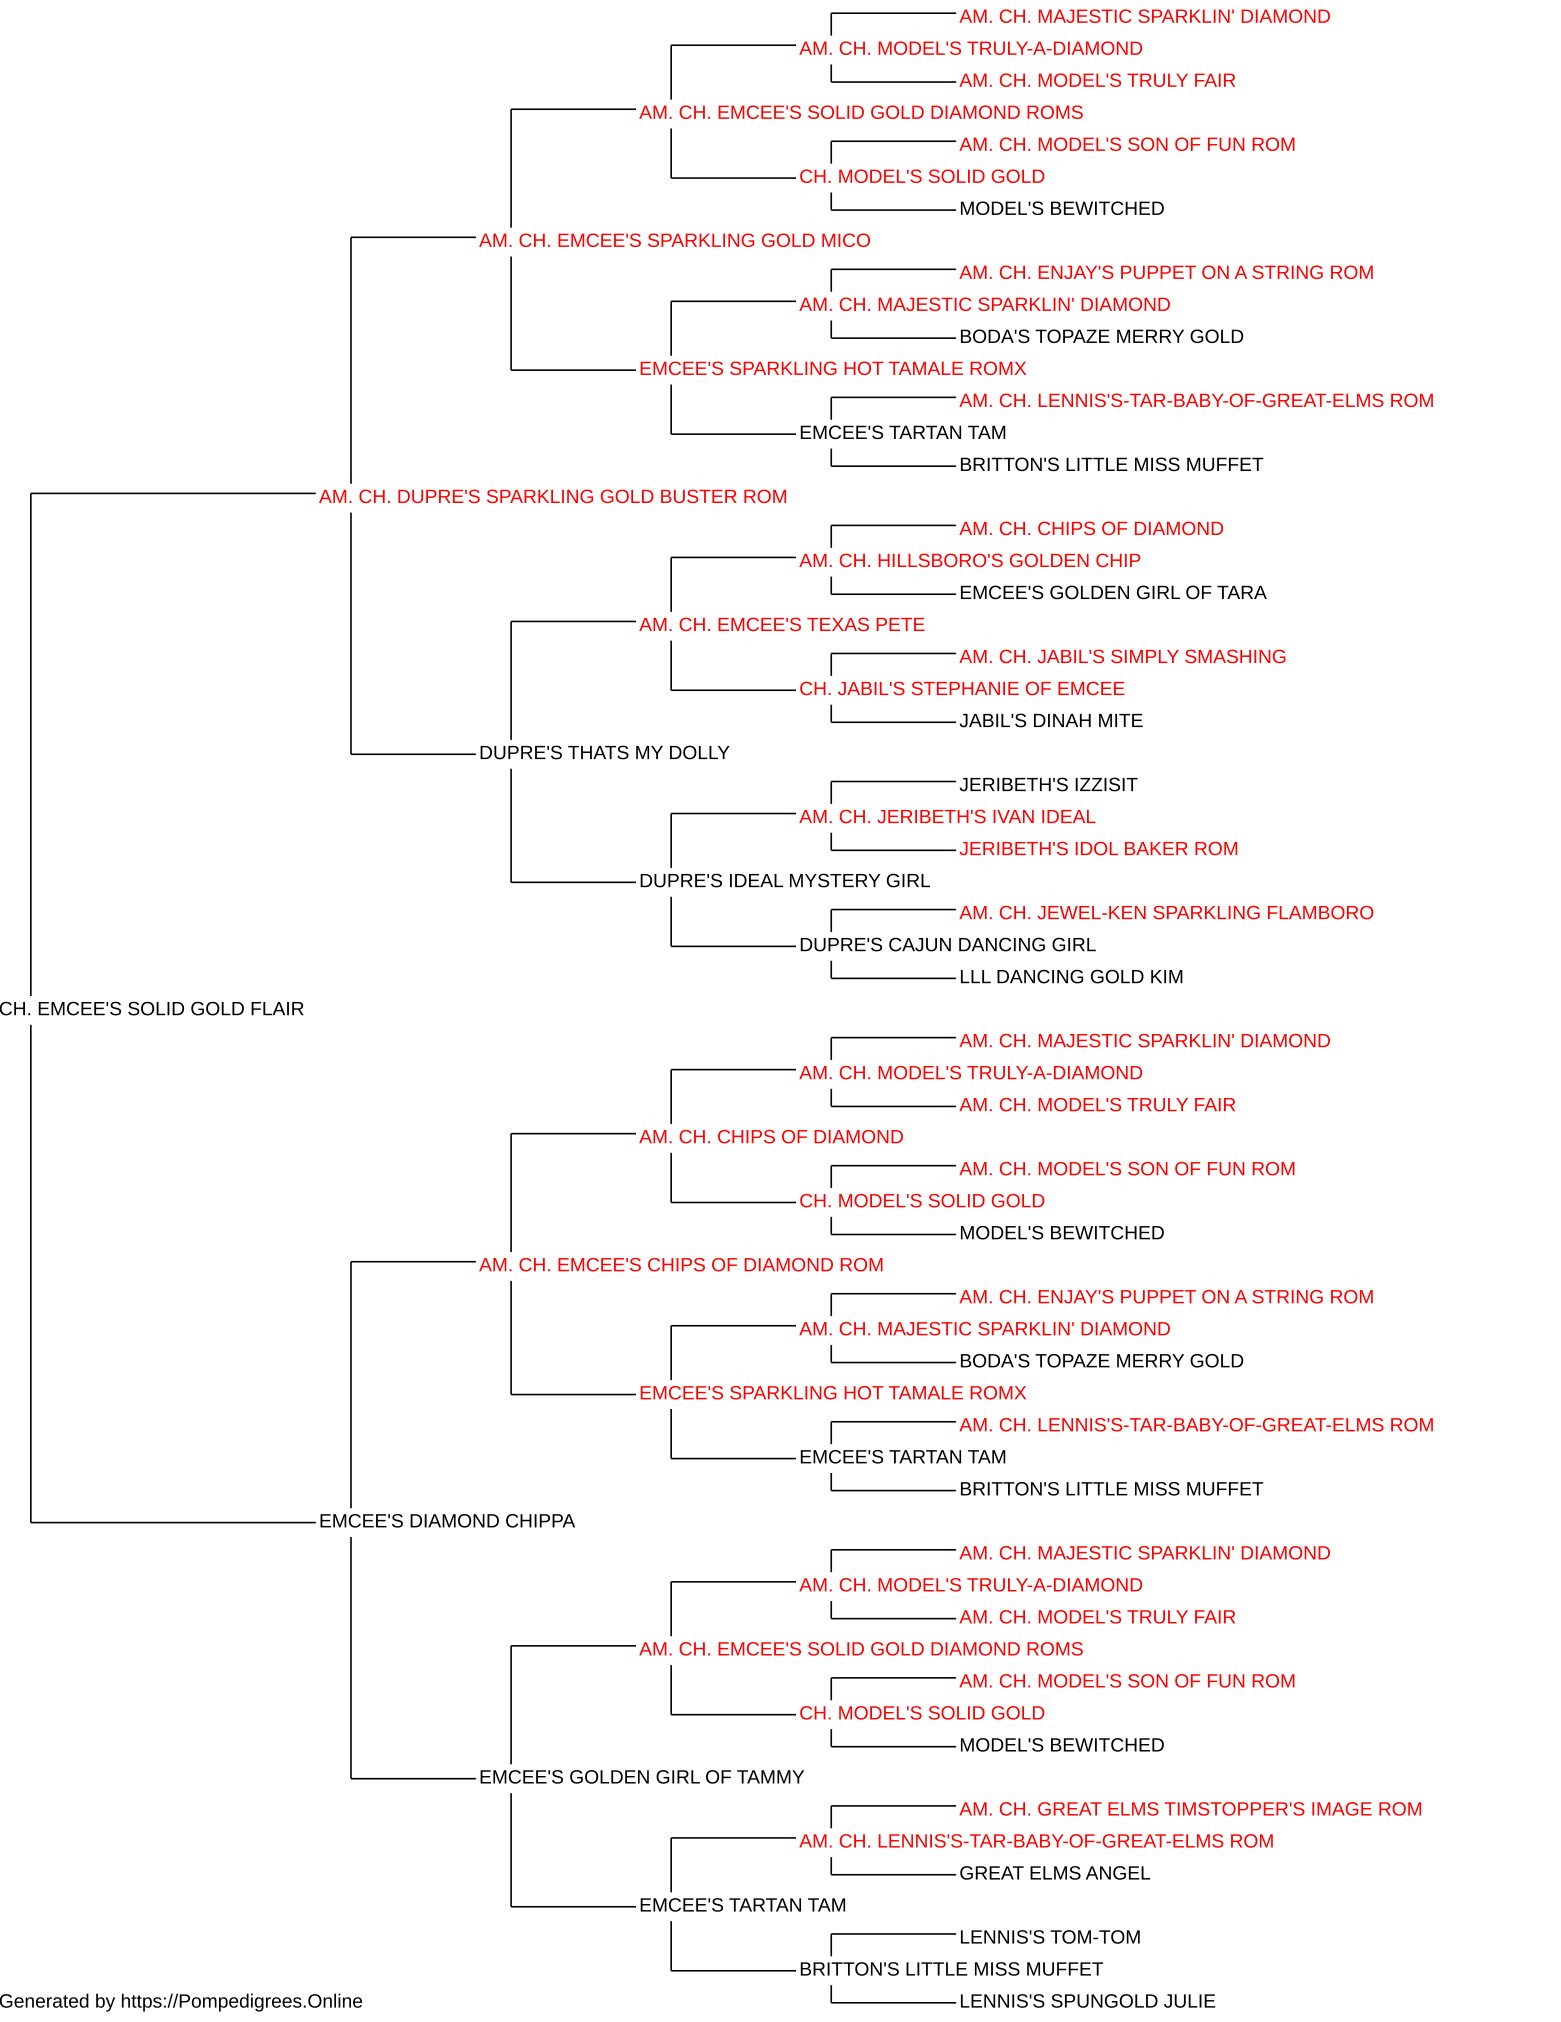 AM. CH. MAJESTIC SPARKLIN' DIAMOND
AM. CH. MODEL'S TRULY-A-DIAMOND
AM. CH. MODEL'S TRULY FAIR
AM. CH. EMCEE'S SOLID GOLD DIAMOND ROMS
AM. CH. MODEL'S SON OF FUN ROM
CH. MODEL'S SOLID GOLD
MODEL'S BEWITCHED
AM. CH. EMCEE'S SPARKLING GOLD MICO
AM. CH. ENJAY'S PUPPET ON A STRING ROM
AM. CH. MAJESTIC SPARKLIN' DIAMOND
BODA'S TOPAZE MERRY GOLD
EMCEE'S SPARKLING HOT TAMALE ROMX
AM. CH. LENNIS'S-TAR-BABY-OF-GREAT-ELMS ROM
EMCEE'S TARTAN TAM
BRITTON'S LITTLE MISS MUFFET
AM. CH. DUPRE'S SPARKLING GOLD BUSTER ROM
AM. CH. CHIPS OF DIAMOND
AM. CH. HILLSBORO'S GOLDEN CHIP
EMCEE'S GOLDEN GIRL OF TARA
AM. CH. EMCEE'S TEXAS PETE
AM. CH. JABIL'S SIMPLY SMASHING
CH. JABIL'S STEPHANIE OF EMCEE
JABIL'S DINAH MITE
DUPRE'S THATS MY DOLLY
JERIBETH'S IZZISIT
AM. CH. JERIBETH'S IVAN IDEAL
JERIBETH'S IDOL BAKER ROM
DUPRE'S IDEAL MYSTERY GIRL
AM. CH. JEWEL-KEN SPARKLING FLAMBORO
DUPRE'S CAJUN DANCING GIRL
LLL DANCING GOLD KIM
CH. EMCEE'S SOLID GOLD FLAIR
AM. CH. MAJESTIC SPARKLIN' DIAMOND
AM. CH. MODEL'S TRULY-A-DIAMOND
AM. CH. MODEL'S TRULY FAIR
AM. CH. CHIPS OF DIAMOND
AM. CH. MODEL'S SON OF FUN ROM
CH. MODEL'S SOLID GOLD
MODEL'S BEWITCHED
AM. CH. EMCEE'S CHIPS OF DIAMOND ROM
AM. CH. ENJAY'S PUPPET ON A STRING ROM
AM. CH. MAJESTIC SPARKLIN' DIAMOND
BODA'S TOPAZE MERRY GOLD
EMCEE'S SPARKLING HOT TAMALE ROMX
AM. CH. LENNIS'S-TAR-BABY-OF-GREAT-ELMS ROM
EMCEE'S TARTAN TAM
BRITTON'S LITTLE MISS MUFFET
EMCEE'S DIAMOND CHIPPA
AM. CH. MAJESTIC SPARKLIN' DIAMOND
AM. CH. MODEL'S TRULY-A-DIAMOND
AM. CH. MODEL'S TRULY FAIR
AM. CH. EMCEE'S SOLID GOLD DIAMOND ROMS
AM. CH. MODEL'S SON OF FUN ROM
CH. MODEL'S SOLID GOLD
MODEL'S BEWITCHED
EMCEE'S GOLDEN GIRL OF TAMMY
AM. CH. GREAT ELMS TIMSTOPPER'S IMAGE ROM
AM. CH. LENNIS'S-TAR-BABY-OF-GREAT-ELMS ROM
GREAT ELMS ANGEL
EMCEE'S TARTAN TAM
LENNIS'S TOM-TOM
BRITTON'S LITTLE MISS MUFFET
LENNIS'S SPUNGOLD JULIE
Generated by https://Pompedigrees.Online